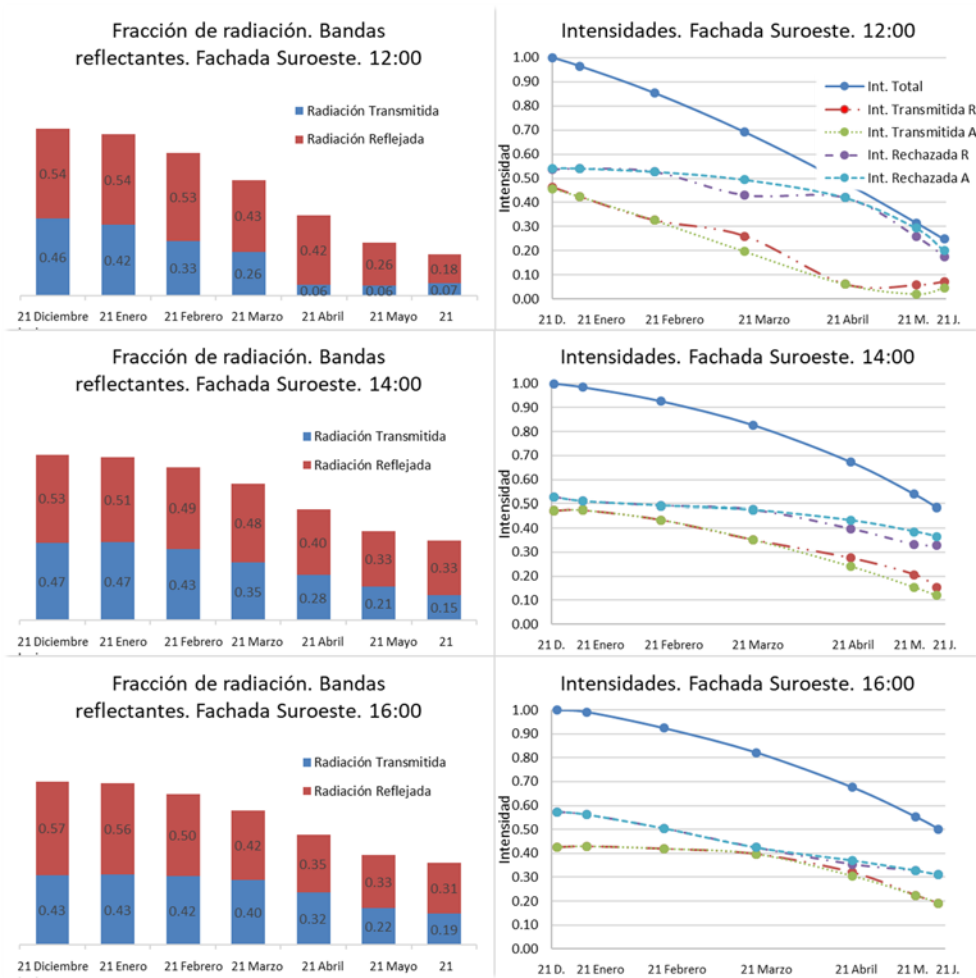 Fracción de radiación. Bandas
reflectantes. Fachada Suroeste. 12:00
Radiación Transmitida
Radiación Reflejada
0.54 0.54 0.53 0.43 0.42 0.26 0.18
0.46 0.42 0.33 0.26 0.06 0.06 0.07
21 Diciembre 21 Enero 21 Febrero 21 Marzo 21 Abril 21 Mayo 21
Intensidades. Fachada Suroeste. 12:00
Intensidad
1.00
0.90
0.80
0.70
0.60
0.50
0.40
0.30
0.20
0.10
0.00
Int. Total
Int. Transmitida R
Int. Transmitida A
Int. Rechazada R
Int. Rechazada A
21 D. 21 Enero 21 Febrero 21 Marzo 21 Abril 21 M. 21 J.
Fracción de radiación. Bandas
reflectantes. Fachada Suroeste. 14:00
Radiación Transmitida
Radiación Reflejada
0.53 0.51 0.49 0.48 0.40 0.33 0.33
0.47 0.47 0.43 0.35 0.28 0.21 0.15
21 Diciembre 21 Enero 21 Febrero 21 Marzo 21 Abril 21 Mayo 21
Intensidades. Fachada Suroeste. 14:00
Intensidad
1.00
0.90
0.80
0.70
0.60
0.50
0.40
0.30
0.20
0.10
0.00
21 D. 21 Enero 21 Febrero 21 Marzo 21 Abril 21 M. 21 J.
Fracción de radiación. Bandas
reflectantes. Fachada Suroeste. 16:00
Radiación Transmitida
Radiación Reflejada
0.57 0.56 0.50 0.42 0.35 0.33 0.31
0.43 0.43 0.42 0.40 0.32 0.22 0.19
21 Diciembre 21 Enero 21 Febrero 21 Marzo 21 Abril 21 Mayo 21
Intensidades. Fachada Suroeste. 16:00
Intensidad
1.00
0.90
0.80
0.70
0.60
0.50
0.40
0.30
0.20
0.10
0.00
21 D. 21 Enero 21 Febrero 21 Marzo 21 Abril 21 M. 21 J.